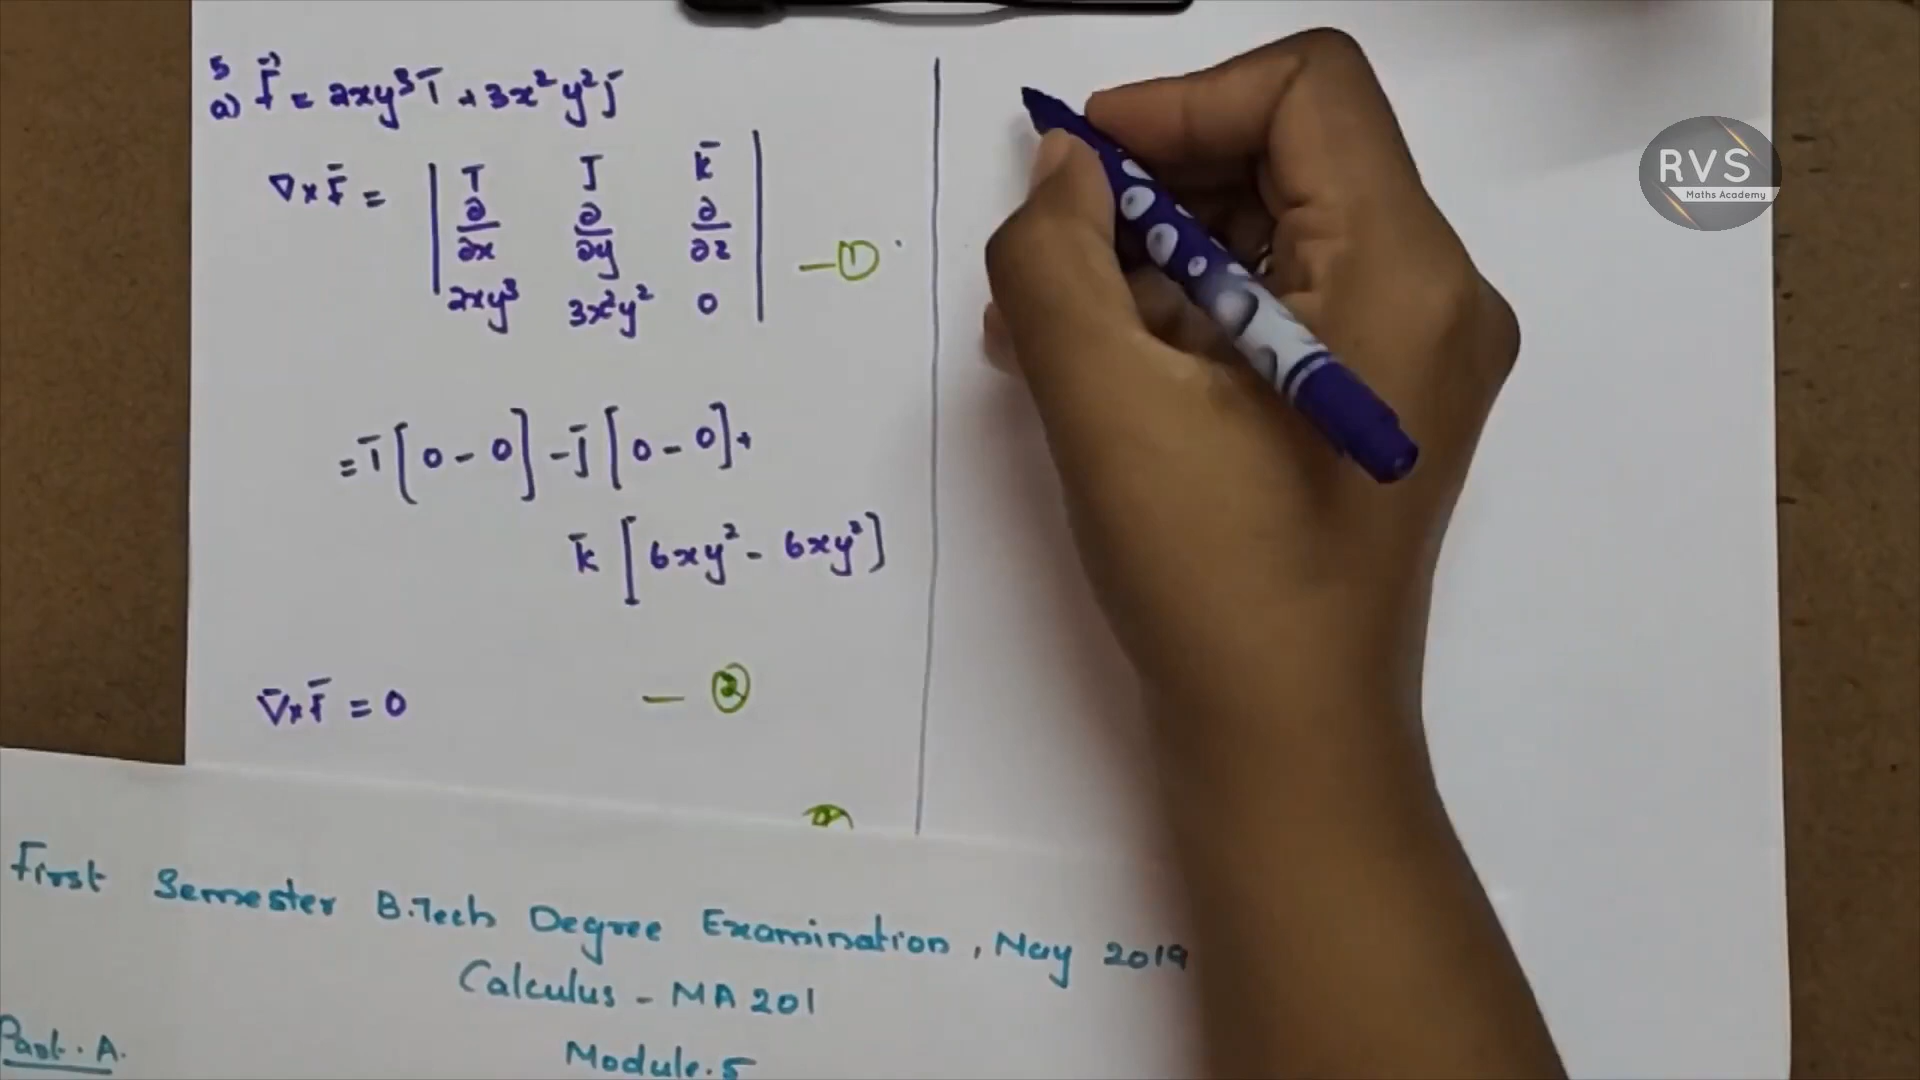 5
a) f⃗ = 2xy³ i̅ + 3x²y² j̅
∇×F̅ = | i̅ j̅ k̅ |
∂/∂x ∂/∂y ∂/∂z —①
2xy³ 3x²y² 0
= i̅ [0 - 0] - j̅ [0 - 0] +
k̅ [6xy² - 6xy²]
∇×F̅ = 0 — ②
First Semester B.Tech Degree Examination, May 2019
Calculus - MA 201
Part. A.
Module. 5
RVS
Maths Academy